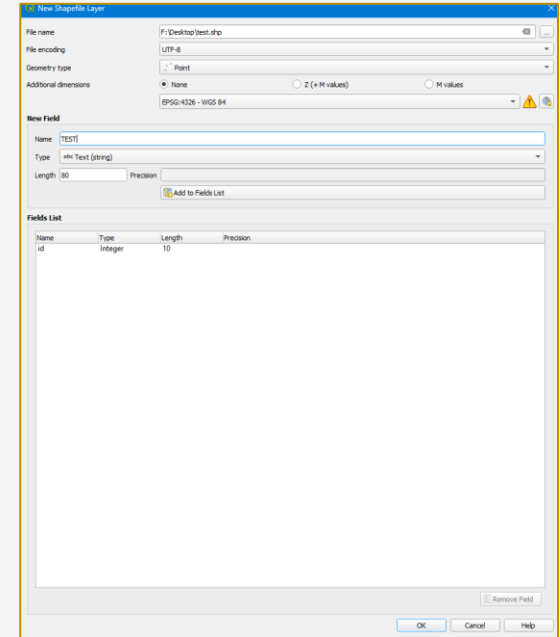 New Shapefile Layer
File name F:\Desktop\test.shp ...
File encoding UTF-8
Geometry type Point
Additional dimensions None Z (+ M values) M values
EPSG:4326 - WGS 84
New Field
Name TEST
Type abc Text (string)
Length 80 Precision
Add to Fields List
Fields List
Name Type Length Precision
id Integer 10
Remove Field
OK Cancel Help